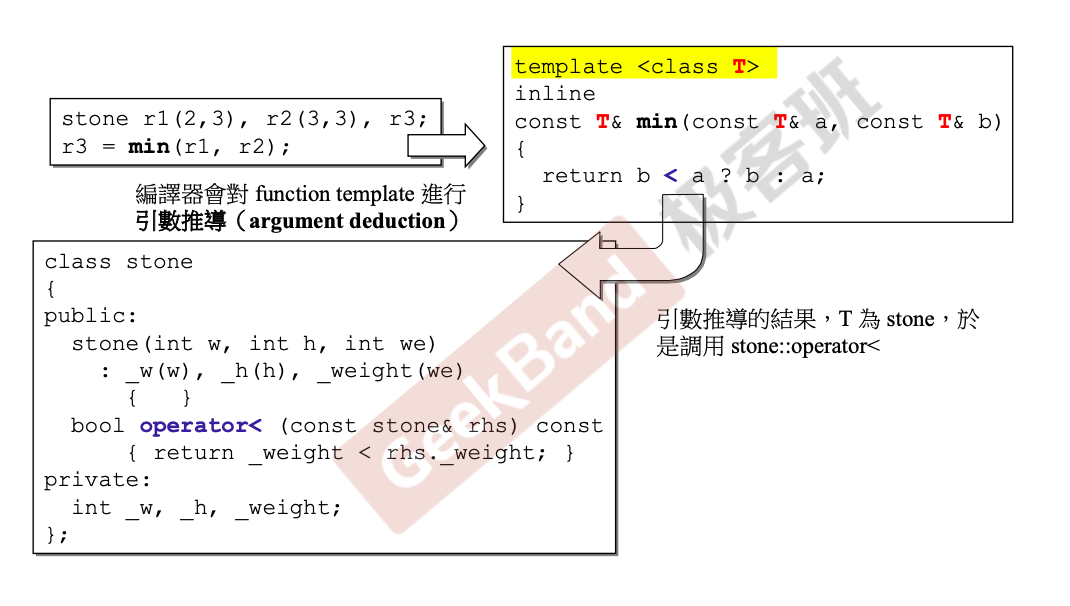 stone r1(2,3), r2(3,3), r3;
r3 = min(r1, r2);
編譯器會對 function template 進行
引數推導（argument deduction）
template <class T>
inline
const T& min(const T& a, const T& b)
{
return b < a ? b : a;
}
class stone
{
public:
stone(int w, int h, int we)
: _w(w), _h(h), _weight(we)
{ }
bool operator< (const stone& rhs) const
{ return _weight < rhs._weight; }
private:
int _w, _h, _weight;
};
引數推導的結果，T 為 stone，於
是調用 stone::operator<
GeekBand
极客班